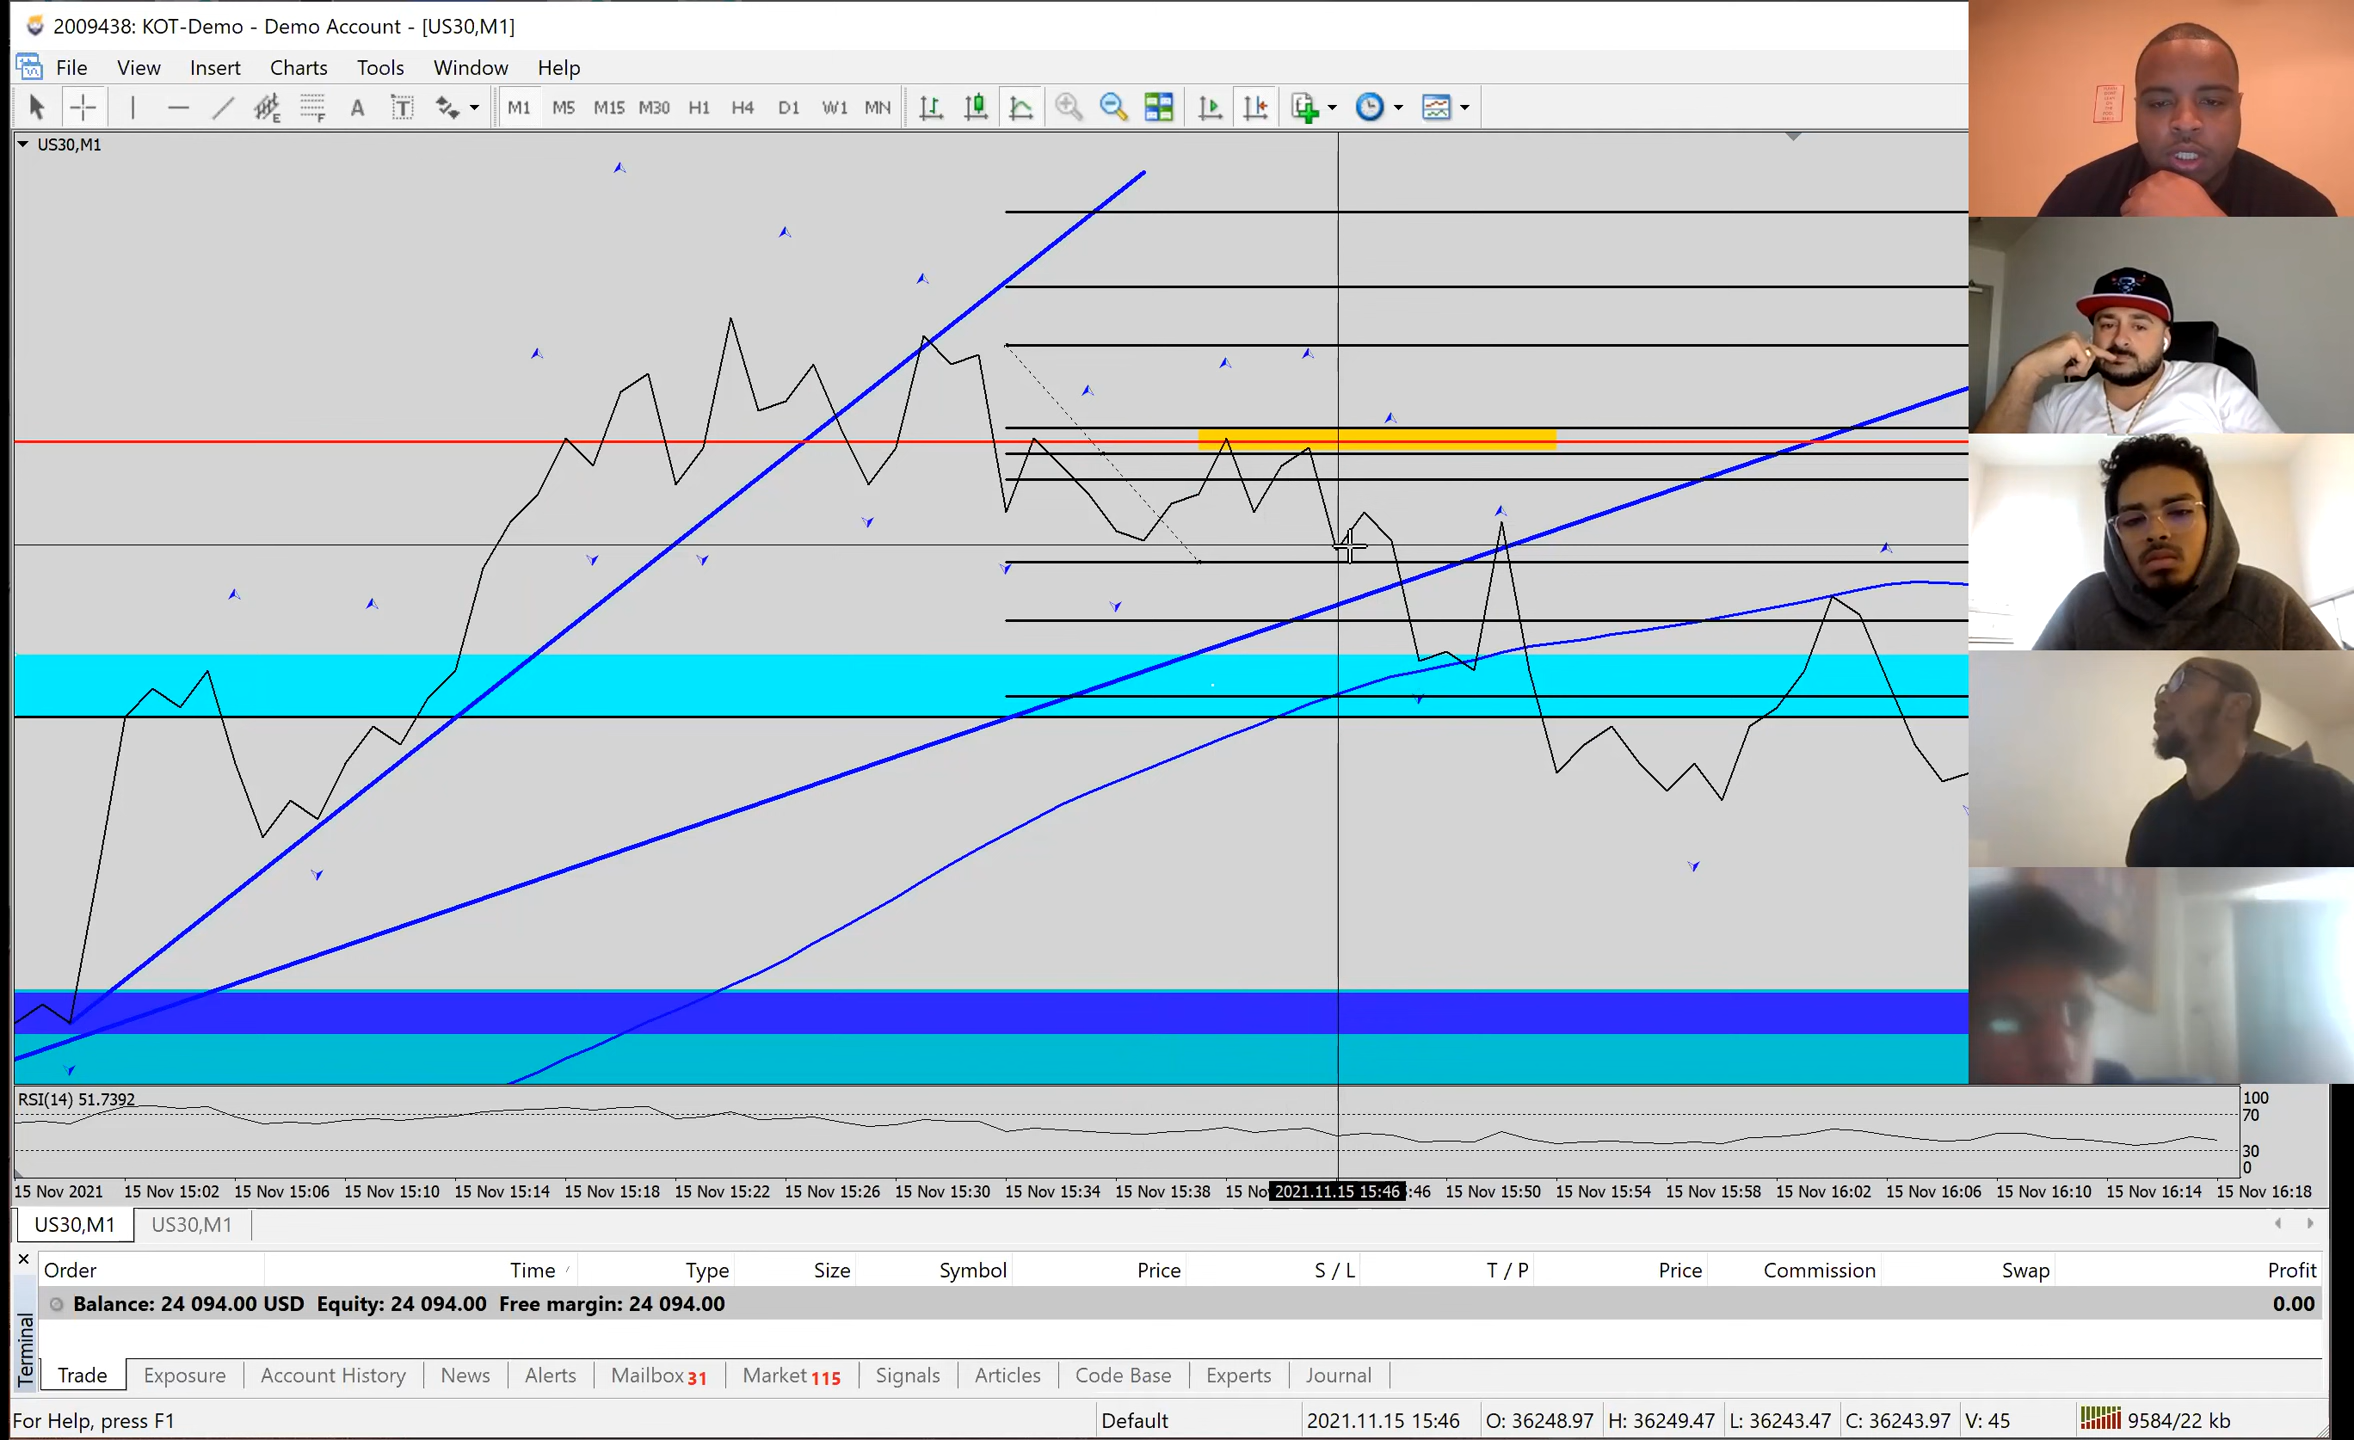 2009438: KOT-Demo - Demo Account - [US30,M1]
File View Insert Charts Tools Window Help
A T M1 M5 M15 M30 H1 H4 D1 W1 MN
US30,M1
RSI(14) 51.7392
100
70
30
0
15 Nov 2021 15 Nov 15:02 15 Nov 15:06 15 Nov 15:10 15 Nov 15:14 15 Nov 15:18 15 Nov 15:22 15 Nov 15:26 15 Nov 15:30 15 Nov 15:34 15 Nov 15:38 15 Nov 2021.11.15 15:46 :46 15 Nov 15:50 15 Nov 15:54 15 Nov 15:58 15 Nov 16:02 15 Nov 16:06 15 Nov 16:10 15 Nov 16:14 15 Nov 16:18
US30,M1 US30,M1
Order Time Type Size Symbol Price S / L T / P Price Commission Swap Profit
Balance: 24 094.00 USD Equity: 24 094.00 Free margin: 24 094.00 0.00
Terminal
Trade Exposure Account History News Alerts Mailbox 31 Market 115 Signals Articles Code Base Experts Journal
For Help, press F1 Default 2021.11.15 15:46 O: 36248.97 H: 36249.47 L: 36243.47 C: 36243.97 V: 45 9584/22 kb